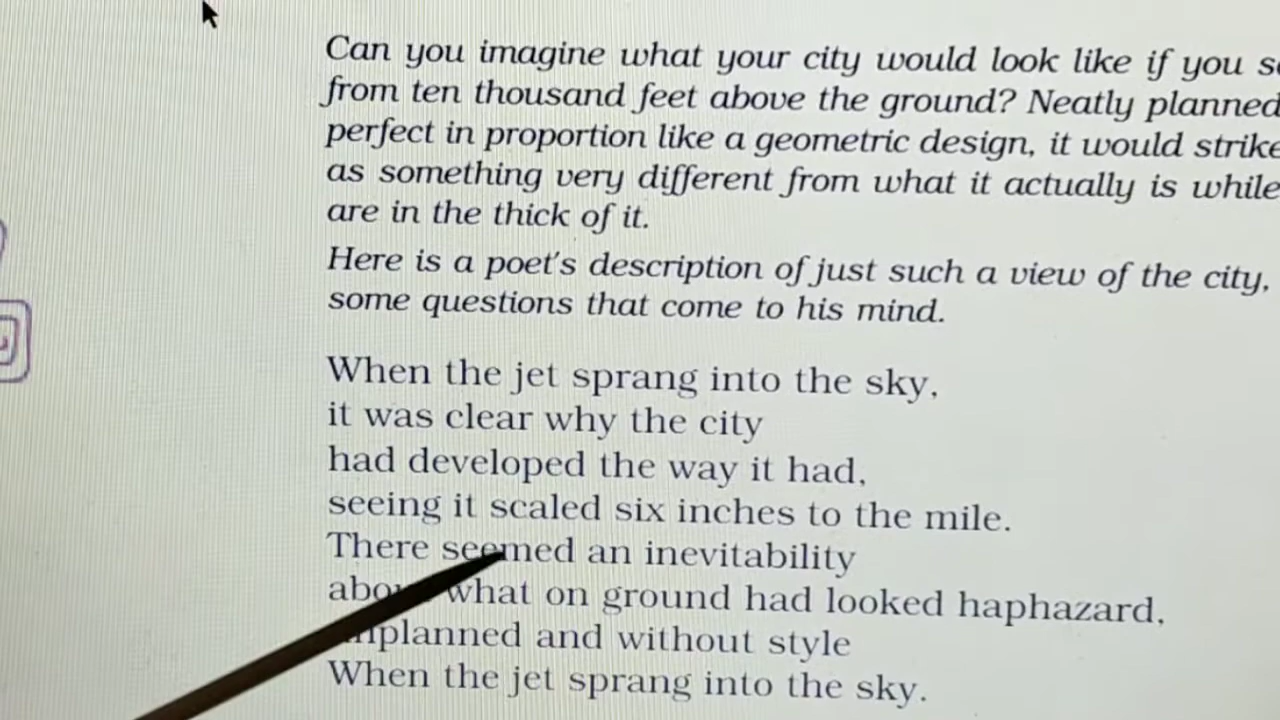 Can you imagine what your city would look like if you
from ten thousand feet above the ground? Neatly planned
perfect in proportion like a geometric design, it would strike
as something very different from what it actually is while
are in the thick of it.
Here is a poet's description of just such a view of the city,
some questions that come to his mind.
When the jet sprang into the sky,
it was clear why the city
had developed the way it had,
seeing it scaled six inches to the mile.
There seemed an inevitability
what on ground had looked haphazard,
and without style
When the jet sprang into the sky.